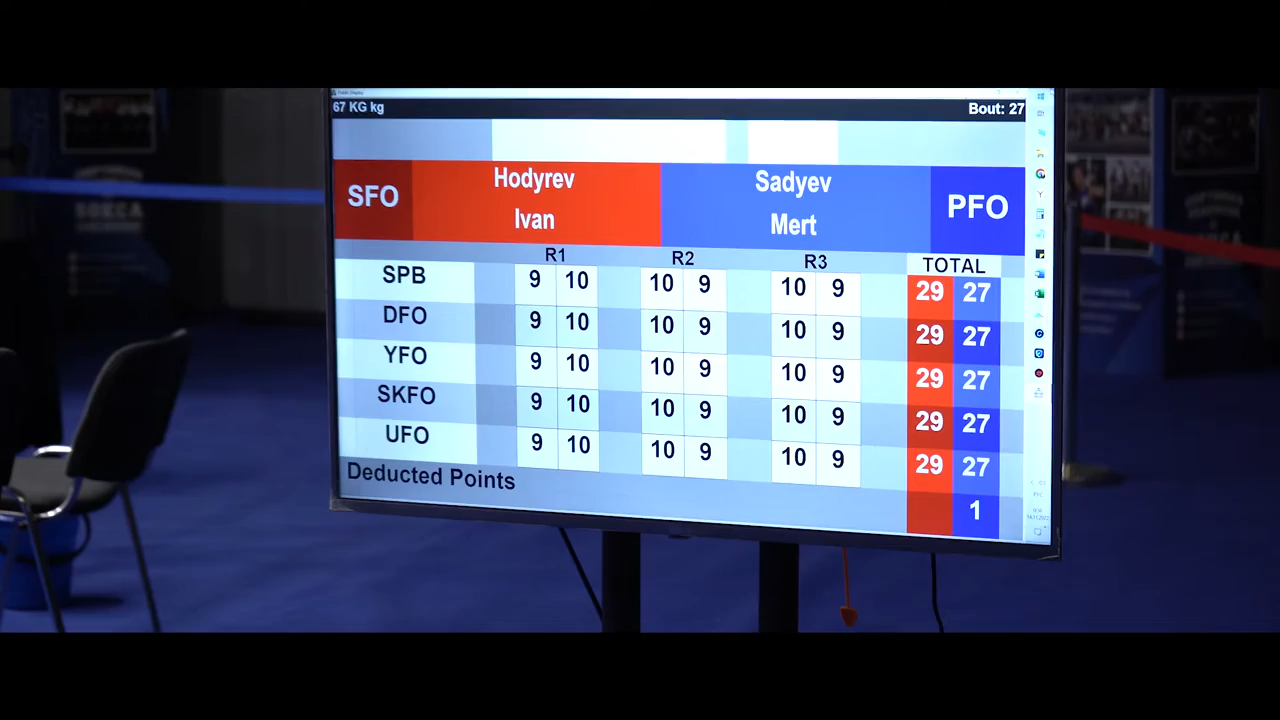 67 KG kg
Bout: 27
SFO Hodyrev Ivan Sadyev Mert PFO
R1 R2 R3 TOTAL
SPB 9 10 10 9 10 9 29 27
DFO 9 10 10 9 10 9 29 27
YFO 9 10 10 9 10 9 29 27
SKFO 9 10 10 9 10 9 29 27
UFO 9 10 10 9 10 9 29 27
Deducted Points 1